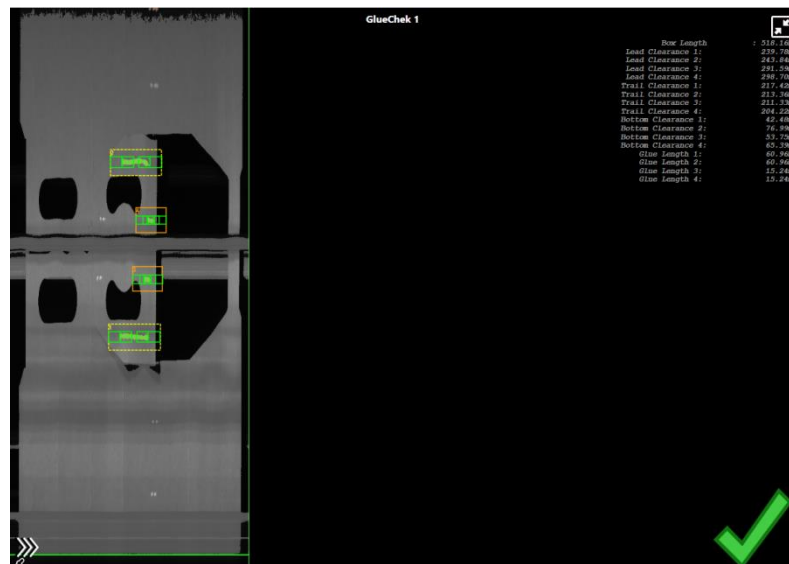 GlueChek 1
Box Length : 518.16
Lead Clearance 1: 239.78
Lead Clearance 2: 243.84
Lead Clearance 3: 291.59
Lead Clearance 4: 298.70
Trail Clearance 1: 217.42
Trail Clearance 2: 213.36
Trail Clearance 3: 211.33
Trail Clearance 4: 204.22
Bottom Clearance 1: 42.48
Bottom Clearance 2: 76.99
Bottom Clearance 3: 53.75
Bottom Clearance 4: 65.39
Glue Length 1: 60.96
Glue Length 2: 60.96
Glue Length 3: 15.24
Glue Length 4: 15.24